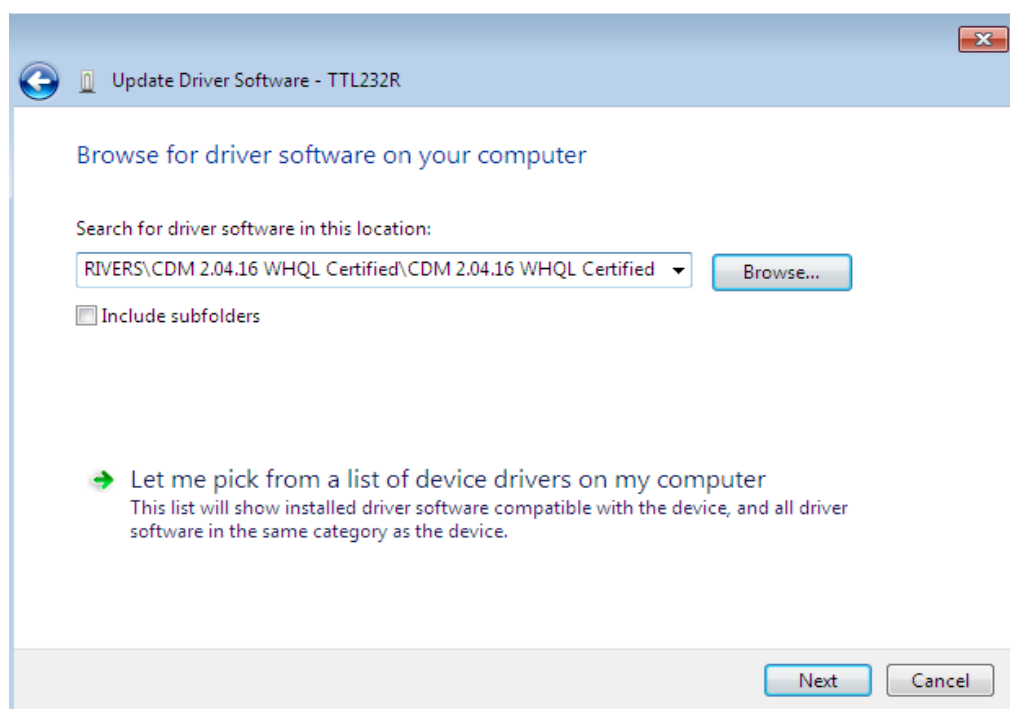 Update Driver Software - TTL232R
Browse for driver software on your computer
Search for driver software in this location:
RIVERS\CDM 2.04.16 WHQL Certified\CDM 2.04.16 WHQL Certified
Browse...
Include subfolders
Let me pick from a list of device drivers on my computer
This list will show installed driver software compatible with the device, and all driver
software in the same category as the device.
Next
Cancel